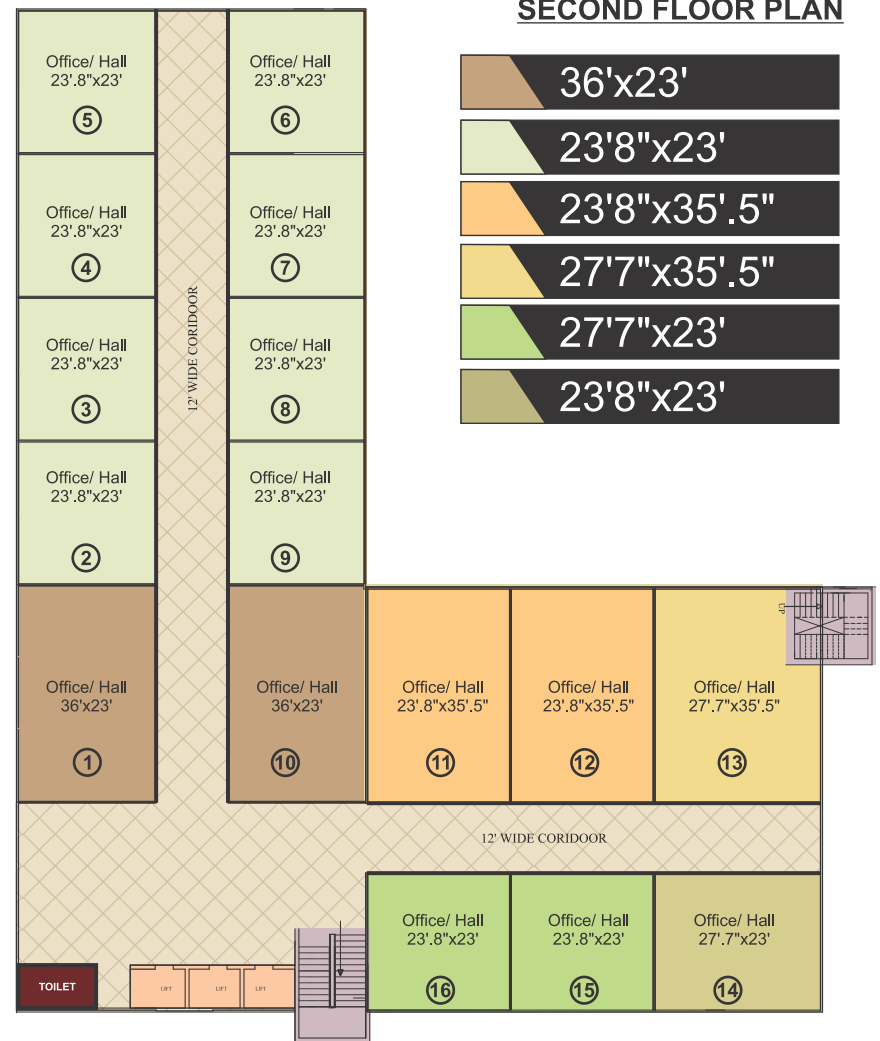 SECOND FLOOR PLAN
36'x23'
23'8"x23'
23'8"x35'.5"
27'7"x35'.5"
27'7"x23'
23'8"x23'
Office/ Hall
23'.8"x23'
5
Office/ Hall
23'.8"x23'
6
Office/ Hall
23'.8"x23'
4
Office/ Hall
23'.8"x23'
7
12' WIDE CORIDOOR
Office/ Hall
23'.8"x23'
3
Office/ Hall
23'.8"x23'
8
Office/ Hall
23'.8"x23'
2
Office/ Hall
23'.8"x23'
9
UP
Office/ Hall
36'x23'
1
Office/ Hall
36'x23'
10
Office/ Hall
23'.8"x35'.5"
11
Office/ Hall
23'.8"x35'.5"
12
Office/ Hall
27'.7"x35'.5"
13
12' WIDE CORIDOOR
Office/ Hall
23'.8"x23'
16
Office/ Hall
23'.8"x23'
15
Office/ Hall
27'.7"x23'
14
TOILET
LIFT
LIFT
LIFT